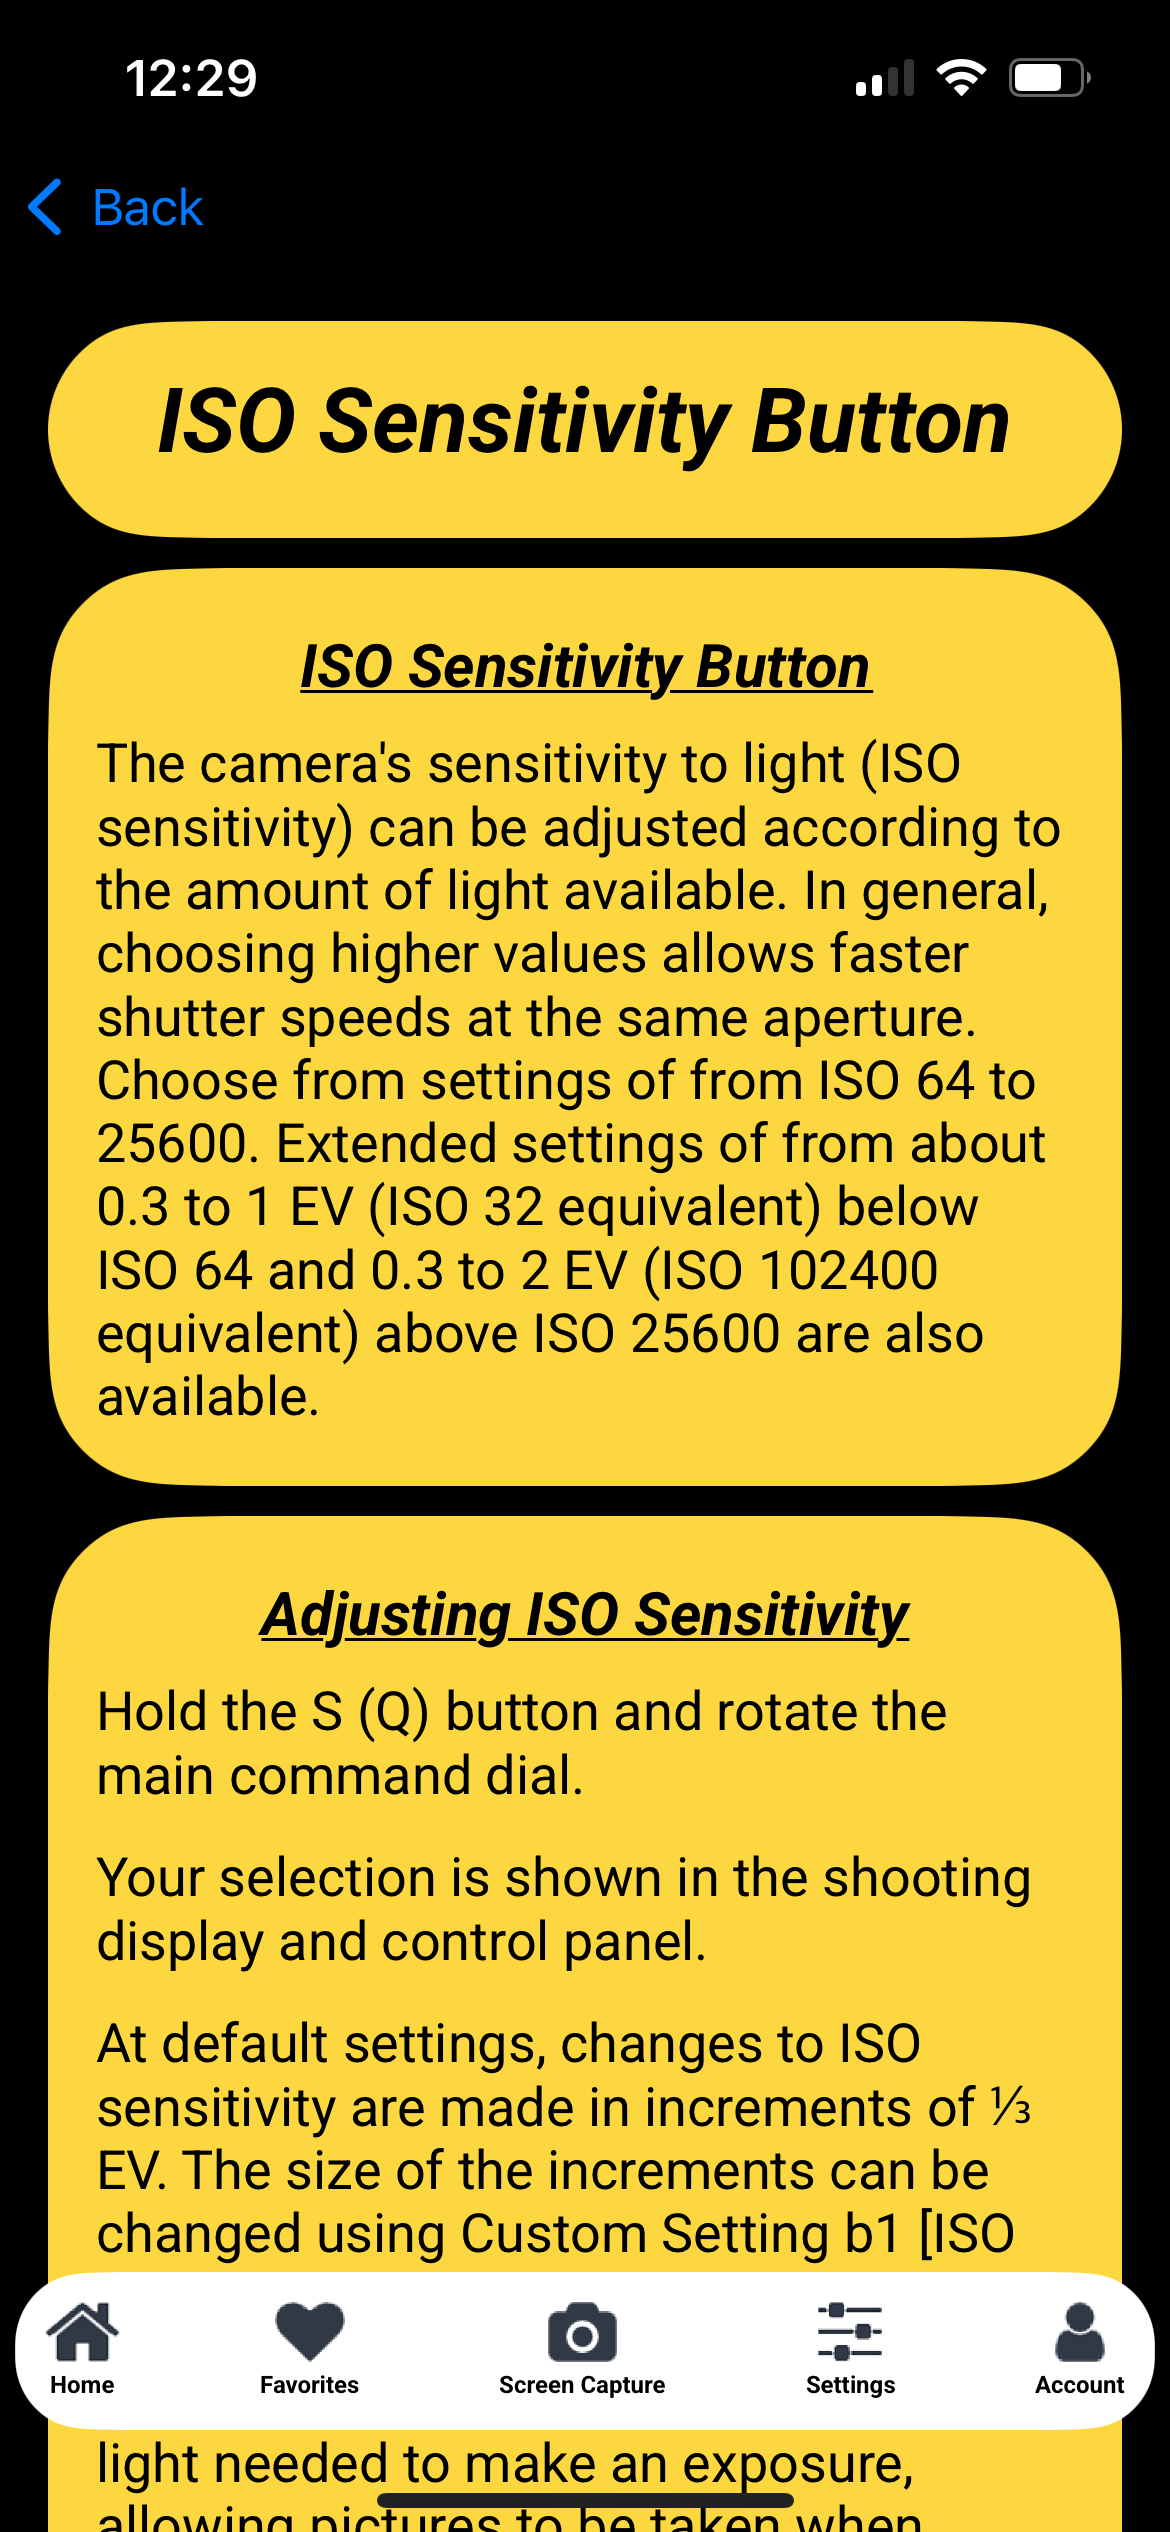 12:29
Back
ISO Sensitivity Button
ISO Sensitivity Button
The camera's sensitivity to light (ISO
sensitivity) can be adjusted according to
the amount of light available. In general,
choosing higher values allows faster
shutter speeds at the same aperture.
Choose from settings of from ISO 64 to
25600. Extended settings of from about
0.3 to 1 EV (ISO 32 equivalent) below
ISO 64 and 0.3 to 2 EV (ISO 102400
equivalent) above ISO 25600 are also
available.
Adjusting ISO Sensitivity
Hold the S (Q) button and rotate the
main command dial.
Your selection is shown in the shooting
display and control panel.
At default settings, changes to ISO
sensitivity are made in increments of ⅓
EV. The size of the increments can be
changed using Custom Setting b1 [ISO
Home Favorites Screen Capture Settings Account
light needed to make an exposure,
allowing pictures to be taken when